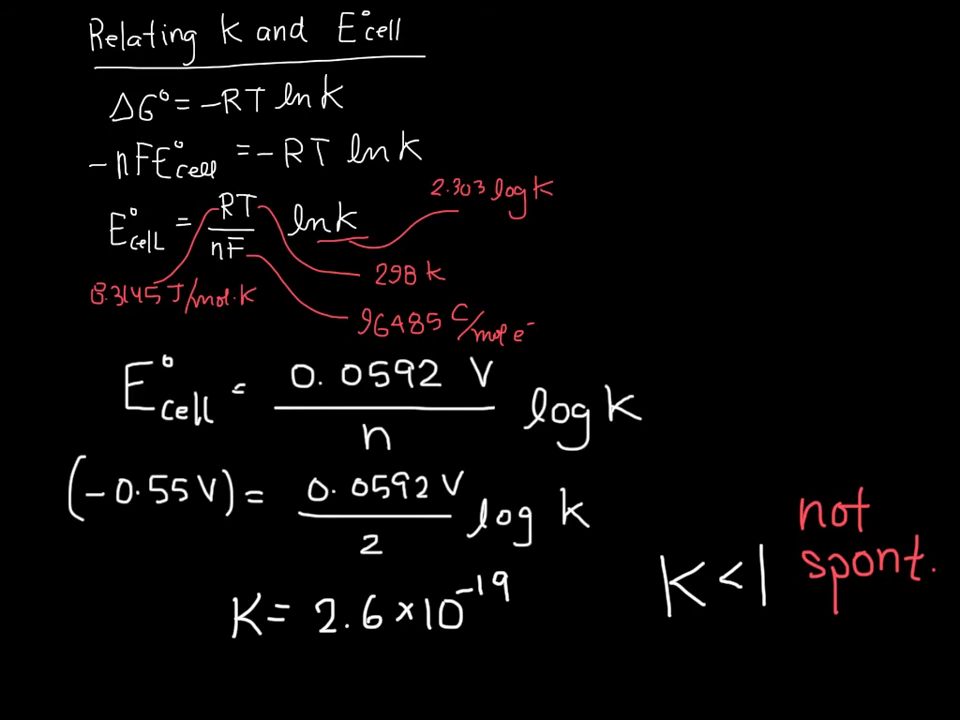 Relating K and E°cell
ΔG° = -RT ln K
-nFE°cell = -RT ln K
2.303 log K
E°cell = RT/nF ln K
298 K
8.3145 J/mol·K
96485 C/mol e⁻
E°cell = 0.0592 V/n log K
(-0.55 V) = 0.0592 V/2 log K
not
spont.
K < 1
K = 2.6 × 10⁻¹⁹